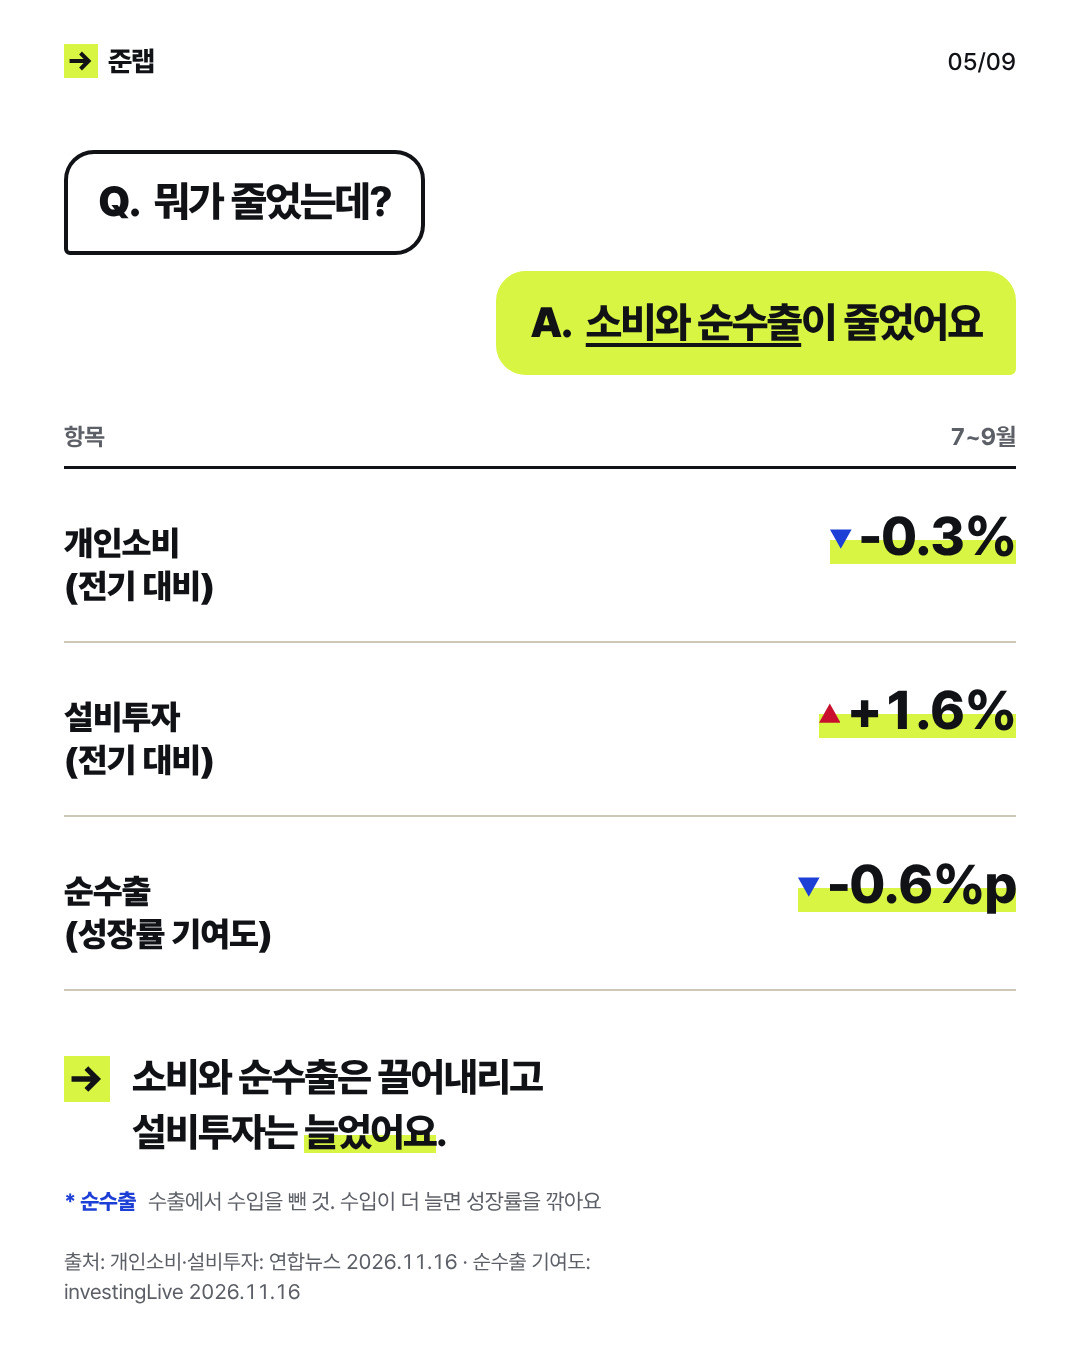 → 준랩
05/09
Q. 뭐가 줄었는데?
A. 소비와 순수출이 줄었어요
항목
7~9월
개인소비
(전기 대비)
▼ -0.3%
설비투자
(전기 대비)
▲ +1.6%
순수출
(성장률 기여도)
▼ -0.6%p
→ 소비와 순수출은 끌어내리고
설비투자는 늘었어요.
* 순수출 수출에서 수입을 뺀 것. 수입이 더 늘면 성장률을 깎아요
출처: 개인소비·설비투자: 연합뉴스 2026.11.16 · 순수출 기여도:
investingLive 2026.11.16